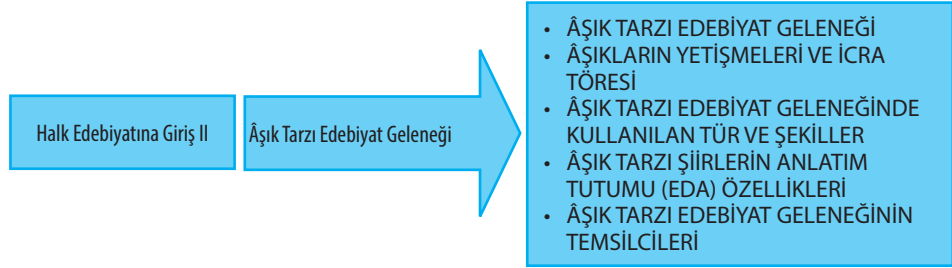 Halk Edebiyatına Giriş II
Âşık Tarzı Edebiyat Geleneği
• ÂŞIK TARZI EDEBİYAT GELENEĞİ
• ÂŞIKLARIN YETİŞMELERİ VE İCRA
TÖRESİ
• ÂŞIK TARZI EDEBİYAT GELENEĞİNDE
KULLANILAN TÜR VE ŞEKİLLER
• ÂŞIK TARZI ŞİİRLERİN ANLATIM
TUTUMU (EDA) ÖZELLİKLERİ
• ÂŞIK TARZI EDEBİYAT GELENEĞİNİN
TEMSİLCİLERİ